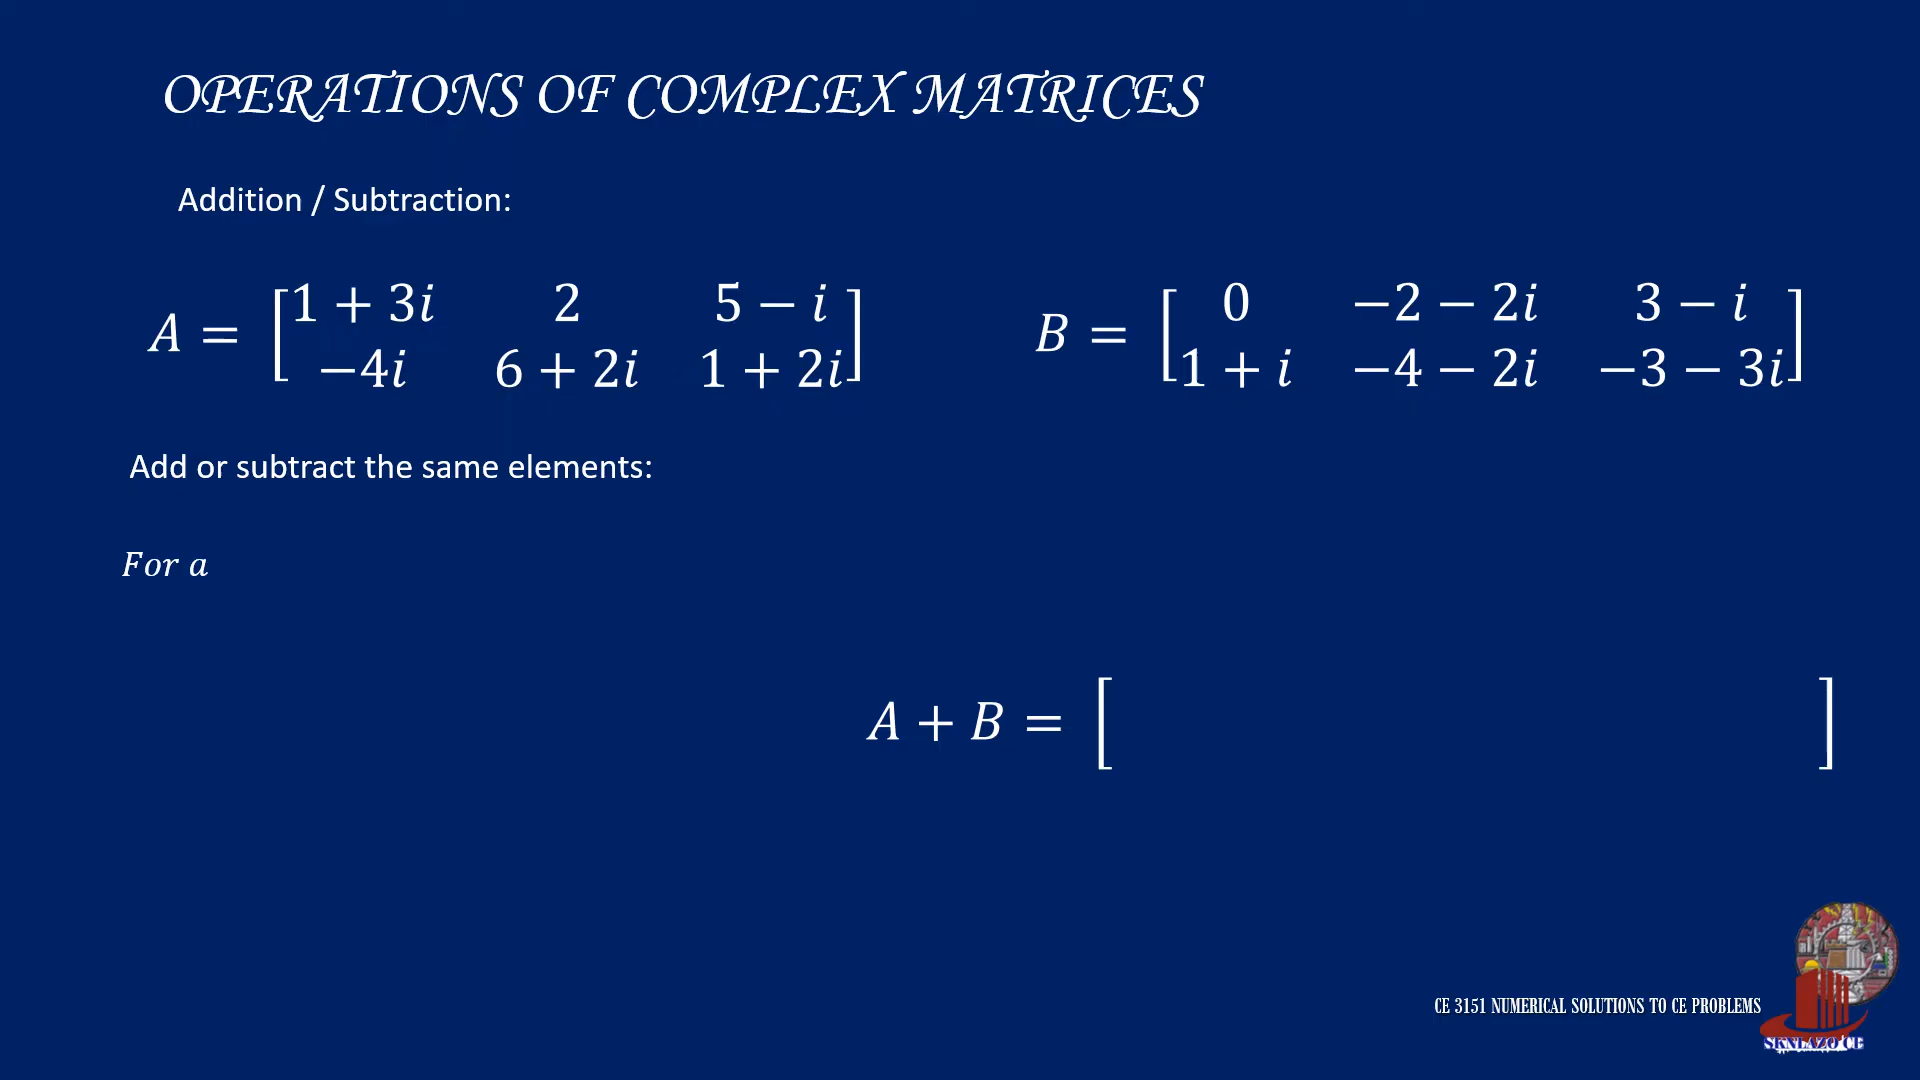 OPERATIONS OF COMPLEX MATRICES
Addition / Subtraction:
A = [1 + 3i 2 5 − i
−4i 6 + 2i 1 + 2i]
B = [0 −2 − 2i 3 − i
1 + i −4 − 2i −3 − 3i]
Add or subtract the same elements:
For a
A + B = [ ]
CE 3151 NUMERICAL SOLUTIONS TO CE PROBLEMS
SKNLAZO CE